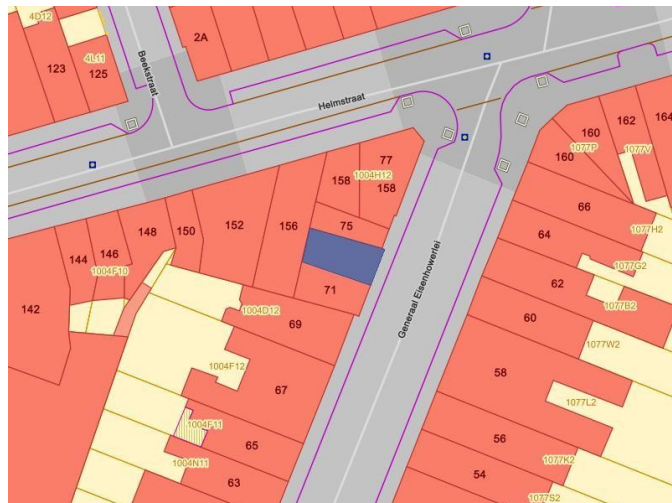 4D12
2A
123
4L11
125
Beekstraat
Helmstraat
160
162
164
160
1077P
1077V
77
158
1004H12
158
66
1077H2
152
156
75
148
150
64
1077G2
144
146
1004F10
62
1077B2
71
142
1004D12
69
60
1077W2
Generaal Eisenhowerlei
1004F12
58
67
1077L2
1004F11
65
56
1004N11
1077K2
63
54
1077S2